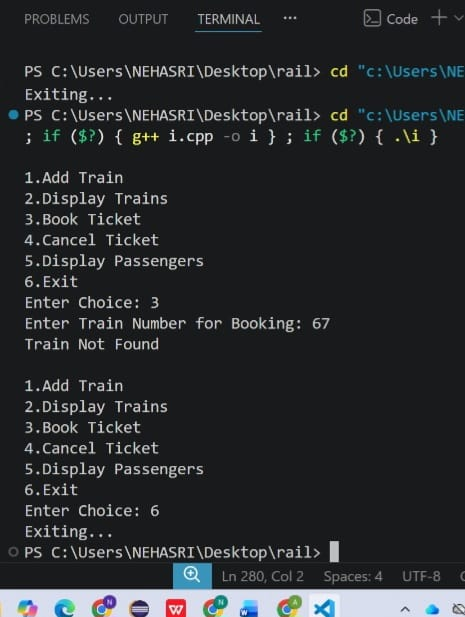 PROBLEMS OUTPUT TERMINAL ... Code
PS C:\Users\NEHASRI\Desktop\rail> cd "c:\Users\NE
Exiting...
PS C:\Users\NEHASRI\Desktop\rail> cd "c:\Users\NE
; if ($?) { g++ i.cpp -o i } ; if ($?) { .\i }
1.Add Train
2.Display Trains
3.Book Ticket
4.Cancel Ticket
5.Display Passengers
6.Exit
Enter Choice: 3
Enter Train Number for Booking: 67
Train Not Found
1.Add Train
2.Display Trains
3.Book Ticket
4.Cancel Ticket
5.Display Passengers
6.Exit
Enter Choice: 6
Exiting...
PS C:\Users\NEHASRI\Desktop\rail>
Ln 280, Col 2 Spaces: 4 UTF-8
N W N A